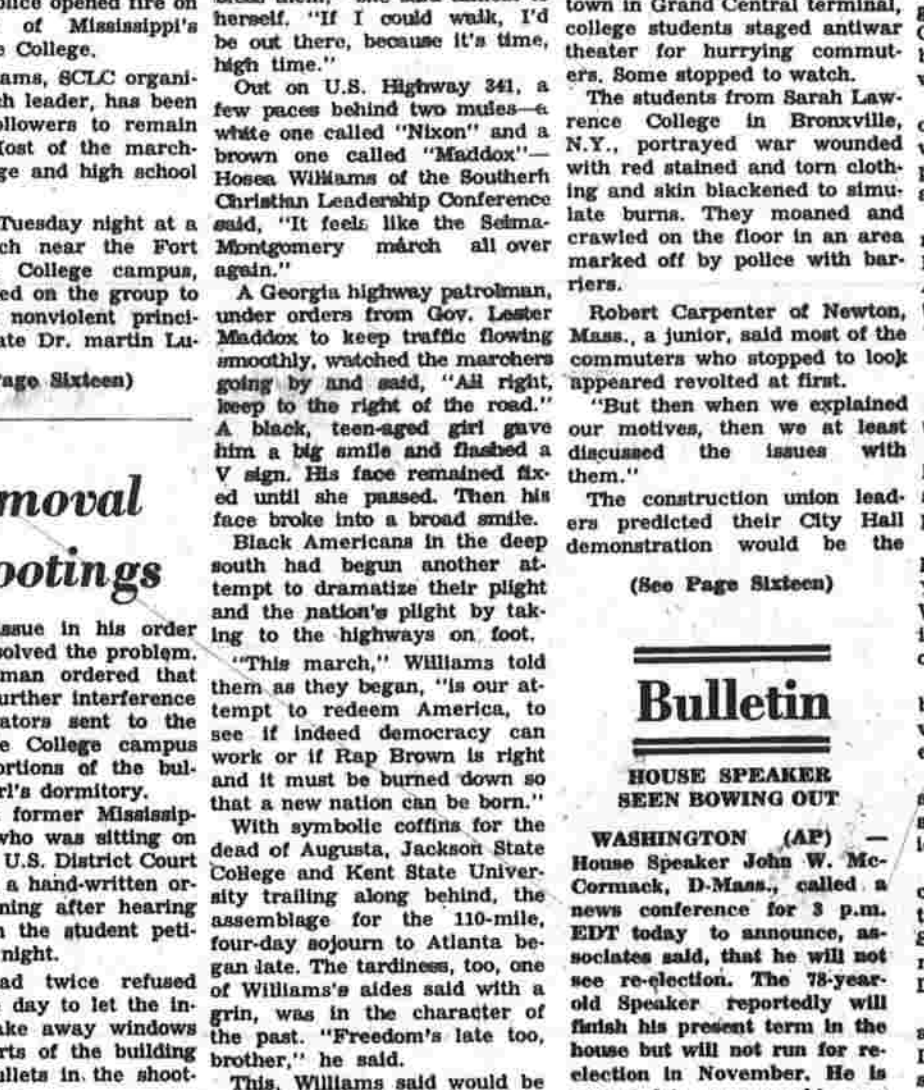 olice opened fire on
of Mississippi's
e College.
ams, SCLC organi-
ch leader, has been
ollowers to remain
ost of the march-
ge and high school
Tuesday night at a
ch near the Fort
College campus,
ed on the group to
nonviolent princi-
ate Dr. martin Lu-
age Sixteen)
moval
ootings
ssue in his order
solved the problem.
man ordered that
urther interference
ators sent to the
e College campus
ortions of the bul-
rl's dormitory.
former Mississip-
who was sitting on
U.S. District Court
a hand-written or-
ning after hearing
n the student peti-
night.
ad twice refused
day to let the in-
ake away windows
rts of the building
ullets in the shoot-
herself. "If I could walk, I'd
be out there, because it's time,
high time."
Out on U.S. Highway 341, a
few paces behind two mules—a
white one called "Nixon" and a
brown one called "Maddox"—
Hosea Williams of the Southern
Christian Leadership Conference
said, "It feels like the Selma-
Montgomery march all over
again."
A Georgia highway patrolman,
under orders from Gov. Lester
Maddox to keep traffic flowing
smoothly, watched the marchers
going by and said, "All right,
keep to the right of the road."
A black, teen-aged girl gave
him a big smile and flashed a
V sign. His face remained fix-
ed until she passed. Then his
face broke into a broad smile.
Black Americans in the deep
south had begun another at-
tempt to dramatize their plight
and the nation's plight by tak-
ing to the highways on foot.
"This march," Williams told
them as they began, "is our at-
tempt to redeem America, to
see if indeed democracy can
work or if Rap Brown is right
and it must be burned down so
that a new nation can be born."
With symbolic coffins for the
dead of Augusta, Jackson State
College and Kent State Univer-
sity trailing along behind, the
assemblage for the 110-mile,
four-day sojourn to Atlanta be-
gan late. The tardiness, too, one
of Williams's aides said with a
grin, was in the character of
the past. "Freedom's late too,
brother," he said.
This, Williams said would be
town in Grand Central terminal,
college students staged antiwar
theater for hurrying commut-
ers. Some stopped to watch.
The students from Sarah Law-
rence College in Bronxville,
N.Y., portrayed war wounded
with red stained and torn cloth-
ing and skin blackened to simu-
late burns. They moaned and
crawled on the floor in an area
marked off by police with bar-
riers.
Robert Carpenter of Newton,
Mass., a junior, said most of the
commuters who stopped to look
appeared revolted at first.
"But then when we explained
our motives, then we at least
discussed the issues with
them."
The construction union lead-
ers predicted their City Hall
demonstration would be the
(See Page Sixteen)
Bulletin
HOUSE SPEAKER
SEEN BOWING OUT
WASHINGTON (AP) —
House Speaker John W. Mc-
Cormack, D-Mass., called a
news conference for 3 p.m.
EDT today to announce, as-
sociates said, that he will not
see re-election. The 78-year-
old Speaker reportedly will
finish his present term in the
house but will not run for re-
election in November. He is